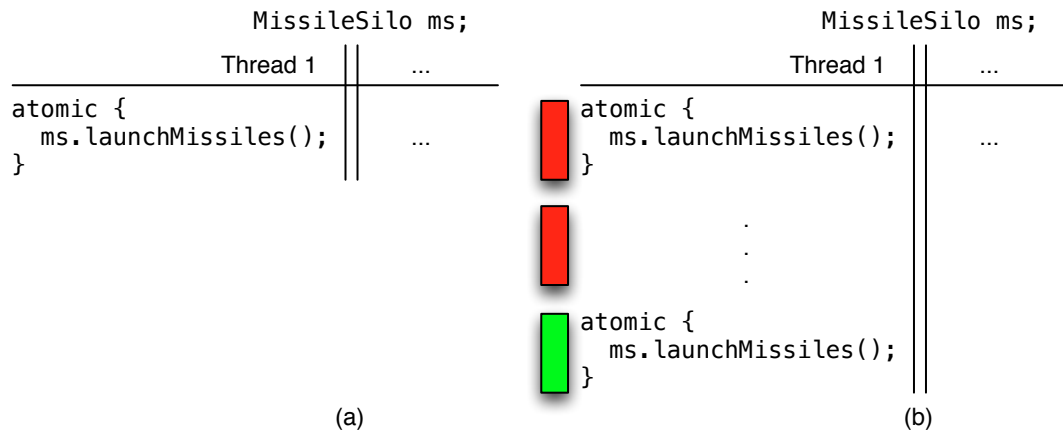 MissileSilo ms;
Thread 1 ...
atomic {
  ms.launchMissiles();
}
...
(a)
MissileSilo ms;
Thread 1 ...
atomic {
  ms.launchMissiles();
}
...
.
.
.
atomic {
  ms.launchMissiles();
}
(b)